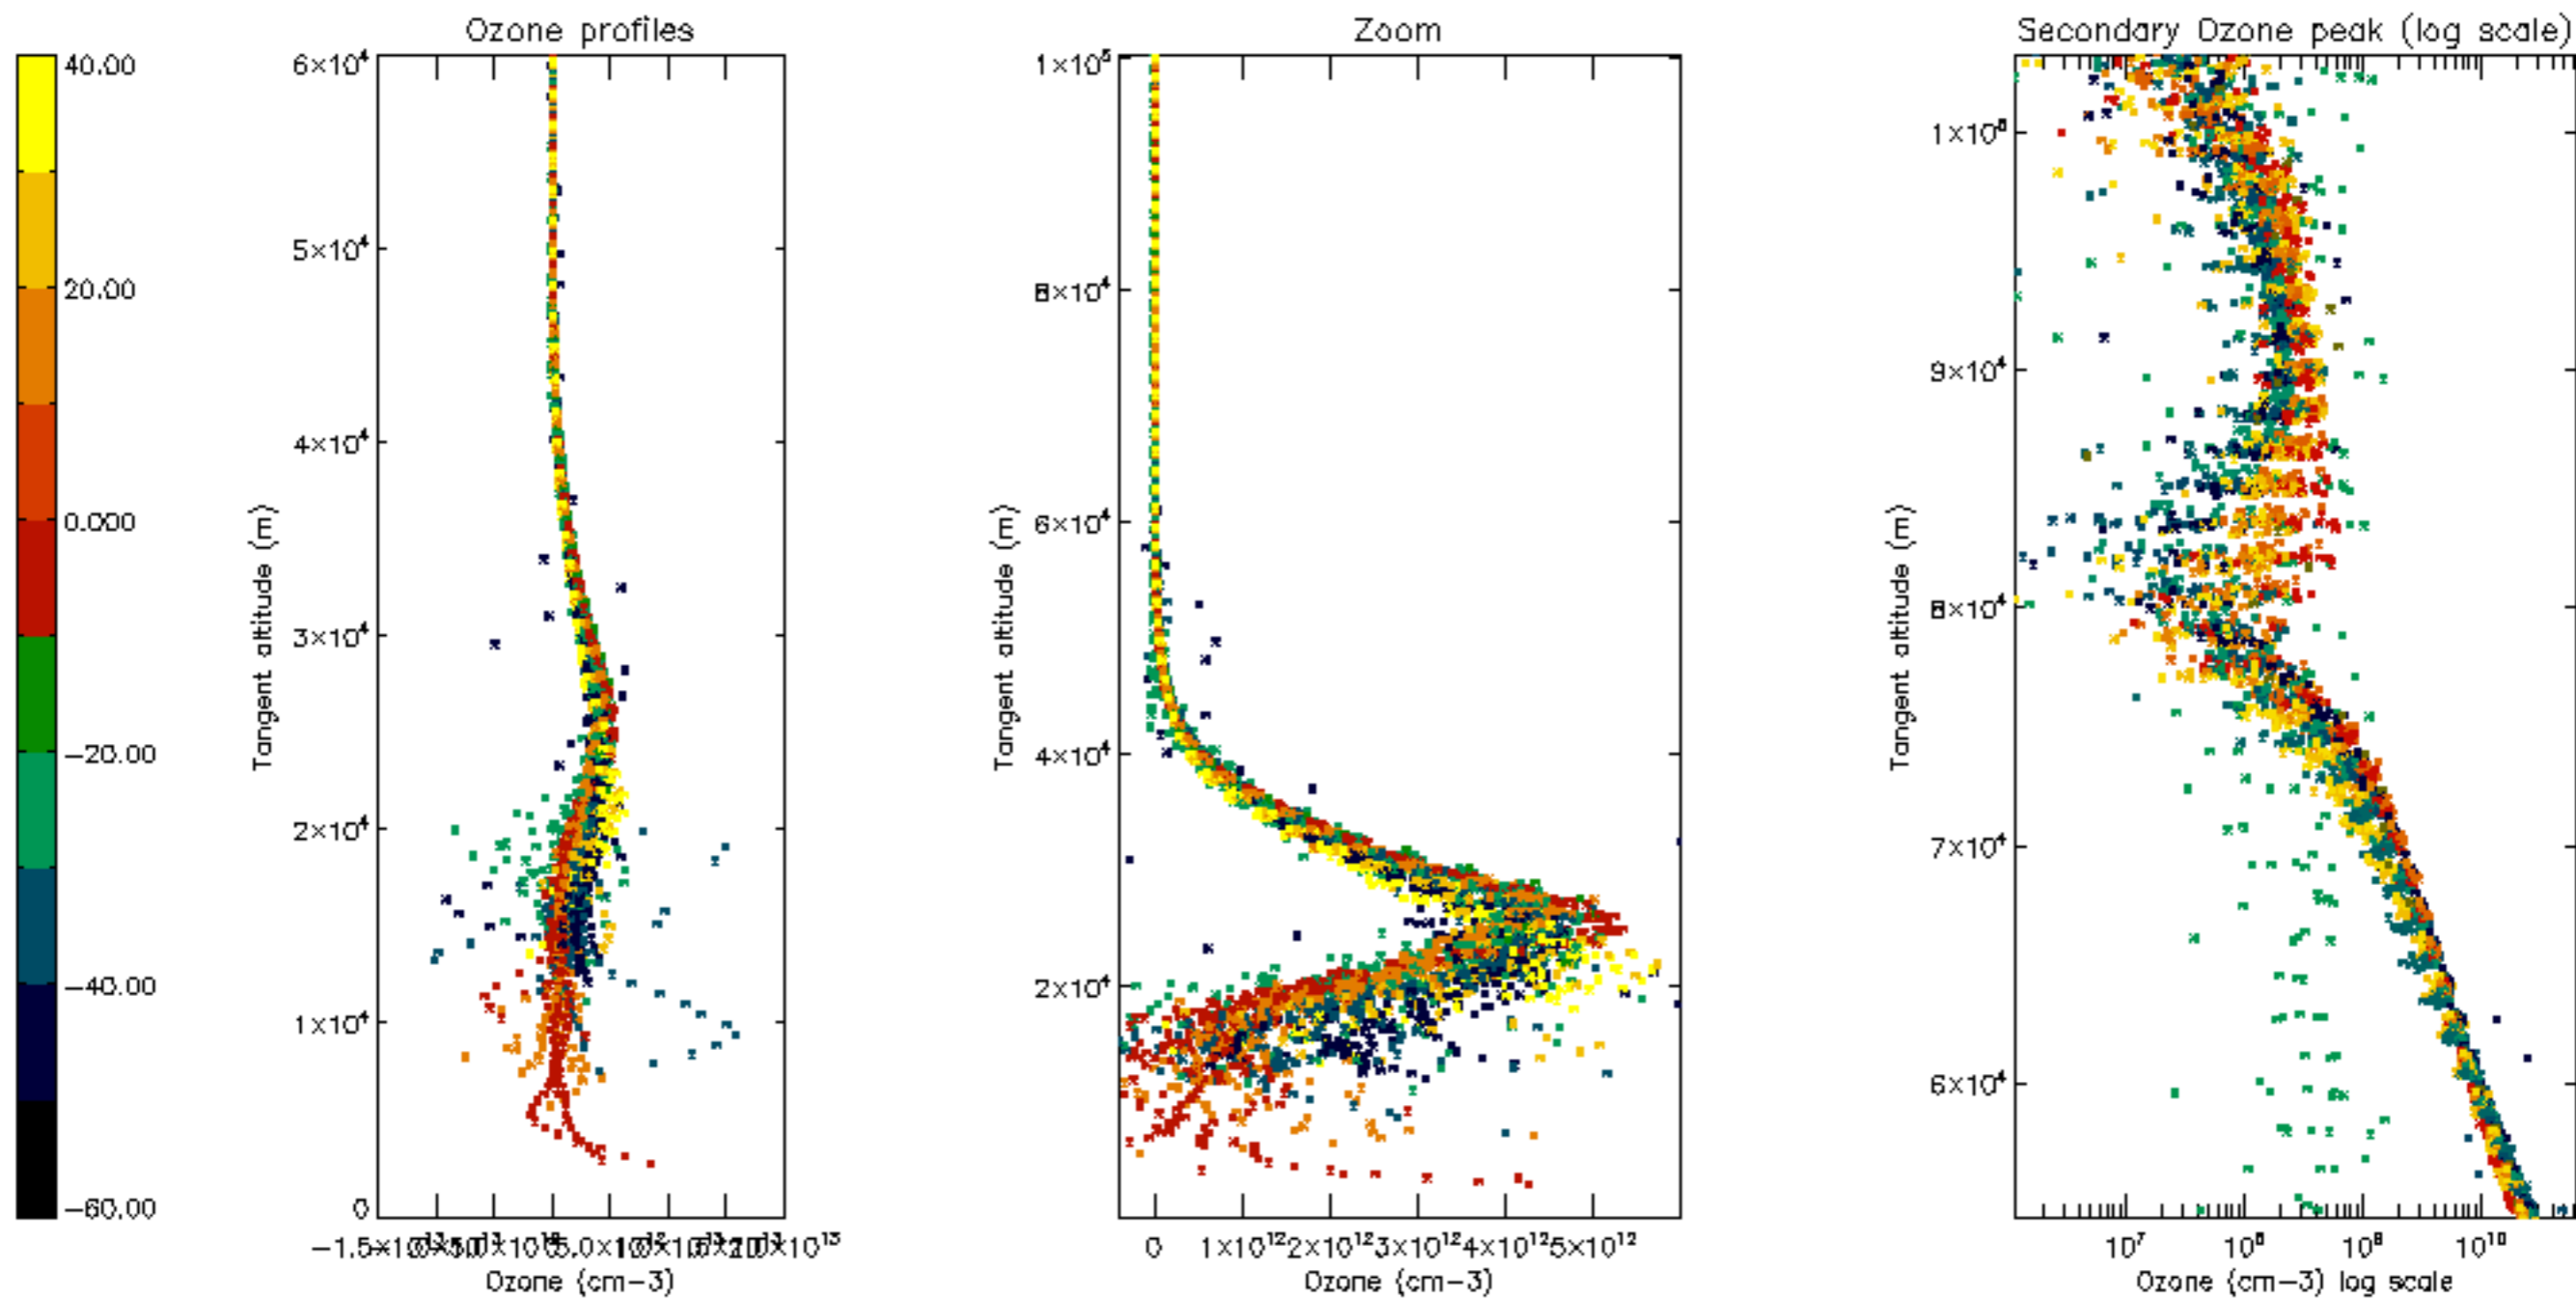 Ozone profiles
Zoom
Secondary Ozone peak (log scale)
40.00
20.00
0.000
−20.00
−40.00
−60.00
6×10⁴
5×10⁴
4×10⁴
3×10⁴
2×10⁴
1×10⁴
0
Tangent altitude (m)
Ozone (cm−3)
1×10⁵
8×10⁴
6×10⁴
4×10⁴
2×10⁴
Tangent altitude (m)
0 1×10¹² 2×10¹² 3×10¹² 4×10¹² 5×10¹²
Ozone (cm−3)
9×10⁴
8×10⁴
7×10⁴
6×10⁴
Tangent altitude (m)
10⁷ 10⁸ 10⁹ 10¹⁰
Ozone (cm−3) log scale